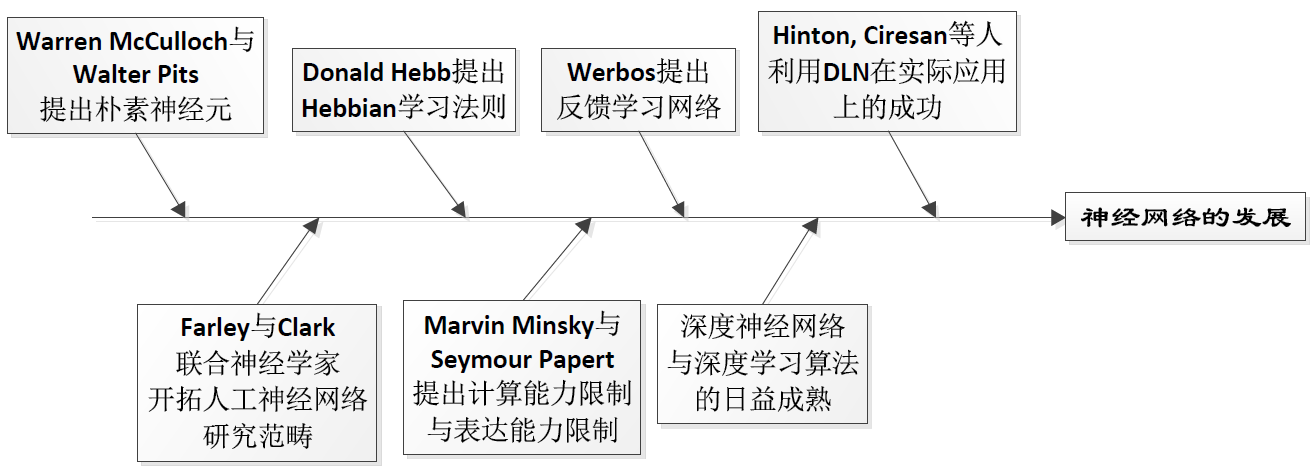 Warren McCulloch与
Walter Pits
提出朴素神经元
Donald Hebb提出
Hebbian学习法则
Werbos提出
反馈学习网络
Hinton, Ciresan等人
利用DLN在实际应用
上的成功
神经网络的发展
Farley与Clark
联合神经学家
开拓人工神经网络
研究范畴
Marvin Minsky与
Seymour Papert
提出计算能力限制
与表达能力限制
深度神经网络
与深度学习算法
的日益成熟